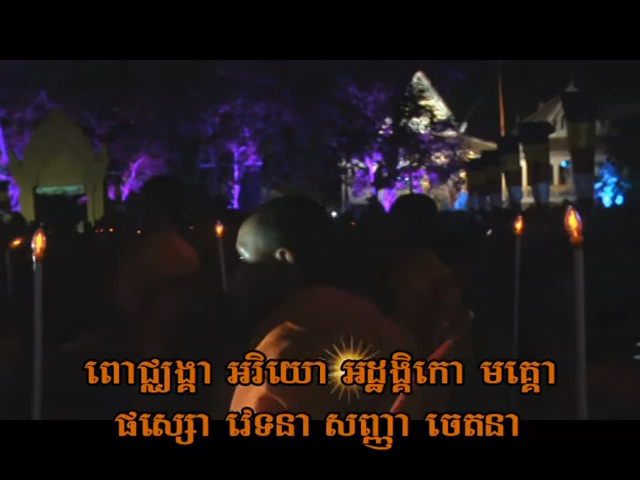 ពោជ្ឈង្គា អរិយោ អដ្ឋង្គិកោ មគ្គោ
ផស្សោ វេទនា សញ្ញា ចេតនា